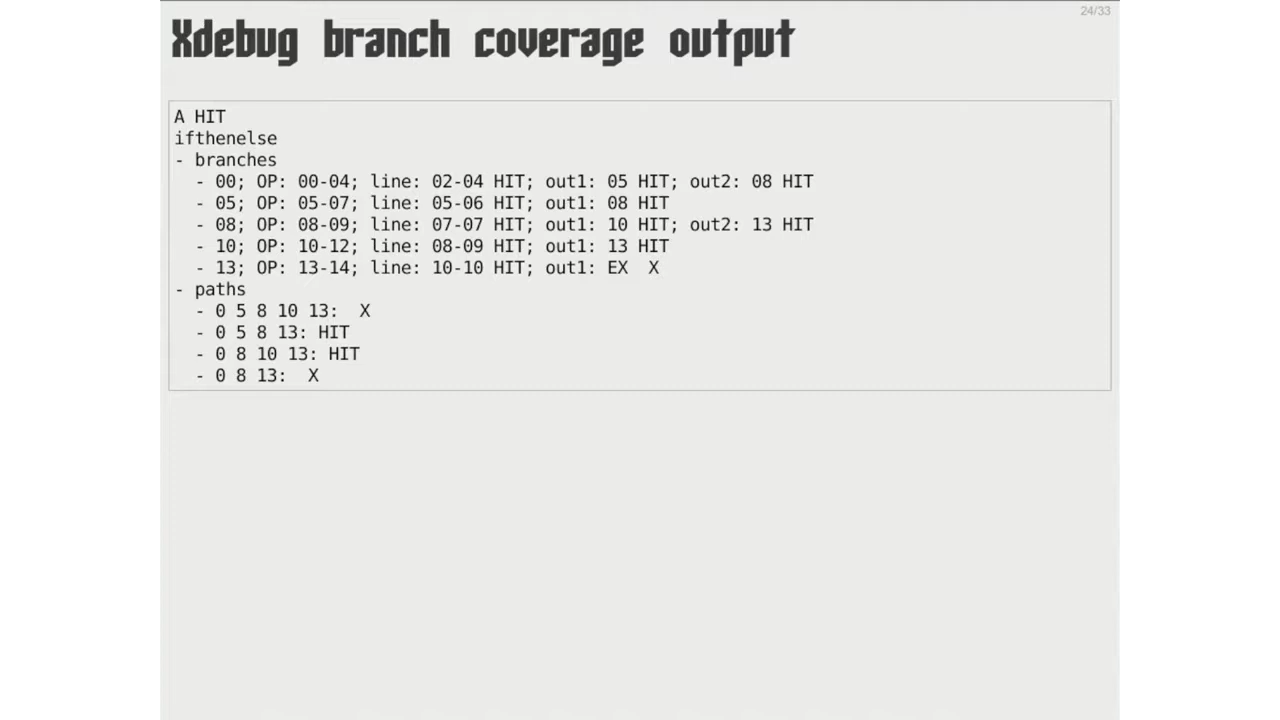 24/33
Xdebug branch coverage output
A HIT
ifthenelse
- branches
  - 00; OP: 00-04; line: 02-04 HIT; out1: 05 HIT; out2: 08 HIT
  - 05; OP: 05-07; line: 05-06 HIT; out1: 08 HIT
  - 08; OP: 08-09; line: 07-07 HIT; out1: 10 HIT; out2: 13 HIT
  - 10; OP: 10-12; line: 08-09 HIT; out1: 13 HIT
  - 13; OP: 13-14; line: 10-10 HIT; out1: EX  X
- paths
  - 0 5 8 10 13:  X
  - 0 5 8 13: HIT
  - 0 8 10 13: HIT
  - 0 8 13:  X